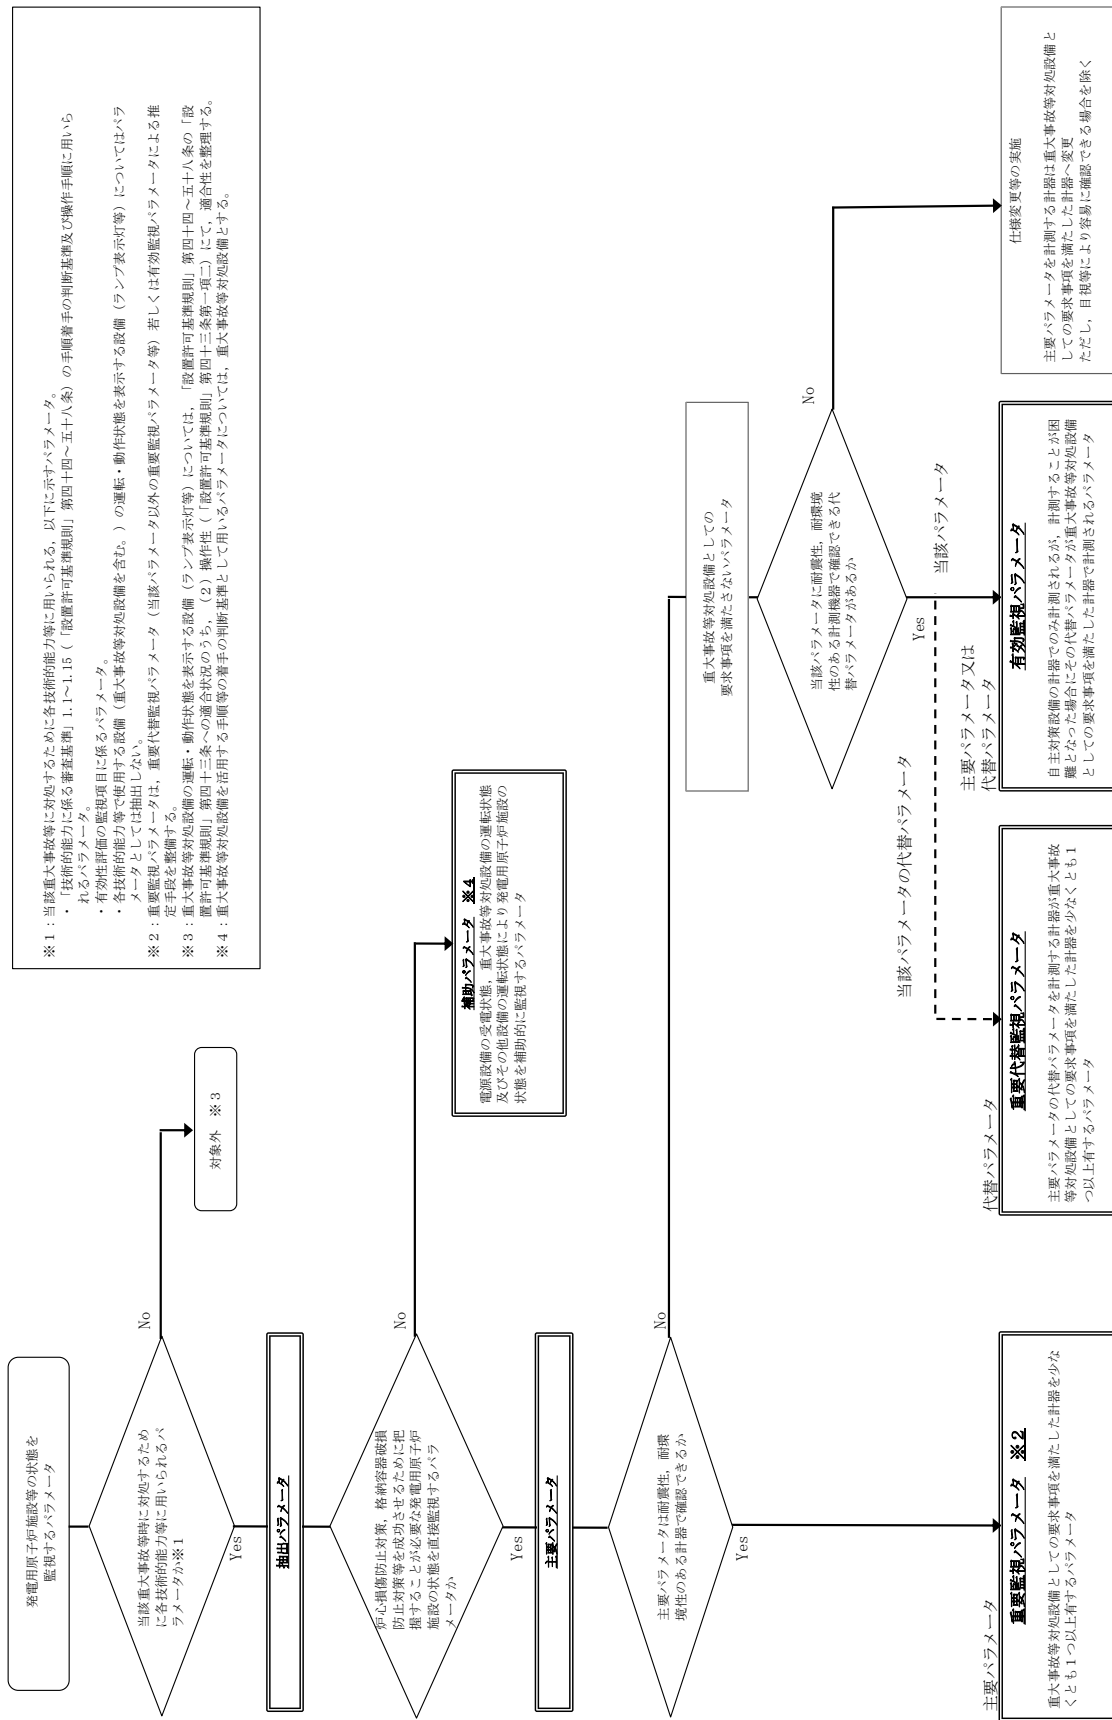 発電用原子炉施設等の状態を
監視するパラメータ
当該重大事故等時に対処するため
に各技術的能力等に用いられるパ
ラメータか※1
No
対象外 ※3
Yes
抽出パラメータ
炉心損傷防止対策，格納容器破損
防止対策等を成功させるために把
握することが必要な発電用原子炉
施設の状態を直接監視するパラ
メータか
No
補助パラメータ ※4
電源設備の受電状態，重大事故等対処設備の運転状態
及びその他設備の運転状態により発電用原子炉施設の
状態を補助的に監視するパラメータ
Yes
主要パラメータ
主要パラメータは耐震性，耐環
境性のある計器で確認できるか
No
重大事故等対処設備としての
要求事項を満たさないパラメータ
当該パラメータに耐震性，耐環境
性のある計測機器で確認できる代
替パラメータがあるか
No
Yes
Yes
当該パラメータ
当該パラメータの代替パラメータ
主要パラメータ又は
代替パラメータ
主要パラメータ
重要監視パラメータ ※2
重大事故等対処設備としての要求事項を満たした計器を少な
くとも1つ以上有するパラメータ
代替パラメータ
重要代替監視パラメータ
主要パラメータの代替パラメータを計測する計器が重大事故
等対処設備としての要求事項を満たした計器を少なくとも1
つ以上有するパラメータ
有効監視パラメータ
自主対策設備の計器でのみ計測されるが，計測することが困
難となった場合にその代替パラメータが重大事故等対処設備
としての要求事項を満たした計器で計測されるパラメータ
仕様変更等の実施
主要パラメータを計測する計器は重大事故等対処設備と
しての要求事項を満たした計器へ変更
ただし，目視等により容易に確認できる場合を除く
※1：当該重大事故等に対処するために各技術的能力等に用いられる，以下に示すパラメータ。
・「技術的能力に係る審査基準」1.1～1.15（「設置許可基準規則」第四十四～五十八条）の手順着手の判断基準及び操作手順に用いら
れるパラメータ。
・有効性評価の監視項目に係るパラメータ。
・各技術的能力等で使用する設備（重大事故等対処設備を含む。）の運転・動作状態を表示する設備（ランプ表示灯等）についてはパラ
メータとしては抽出しない。
※2：重要監視パラメータは，重要代替監視パラメータ（当該パラメータ以外の重要監視パラメータ等）若しくは有効監視パラメータによる推
定手段を整備する。
※3：重大事故等対処設備の運転・動作状態を表示する設備（ランプ表示灯等）については，「設置許可基準規則」第四十四～五十八条の「設
置許可基準規則」第四十三条への適合状況のうち，（2）操作性（「設置許可基準規則」第四十三条第一項二）にて，適合性を整理する。
※4：重大事故等対処設備を活用する手順等の着手の判断基準として用いるパラメータについては，重大事故等対処設備とする。